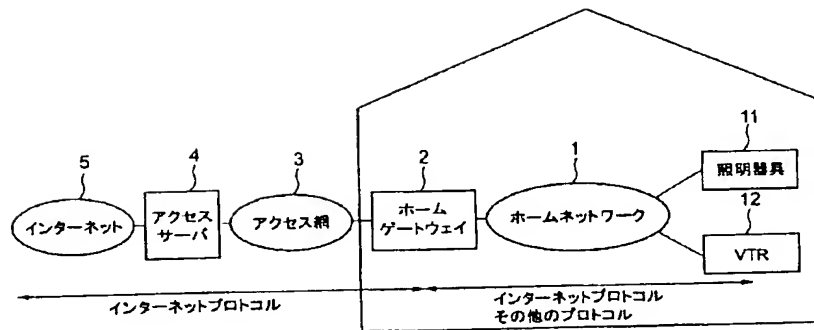 5
4
3
2
1
11
12
インターネット
アクセス
サーバ
アクセス網
ホーム
ゲートウェイ
ホームネットワーク
照明器具
VTR
インターネットプロトコル
インターネットプロトコル
その他のプロトコル